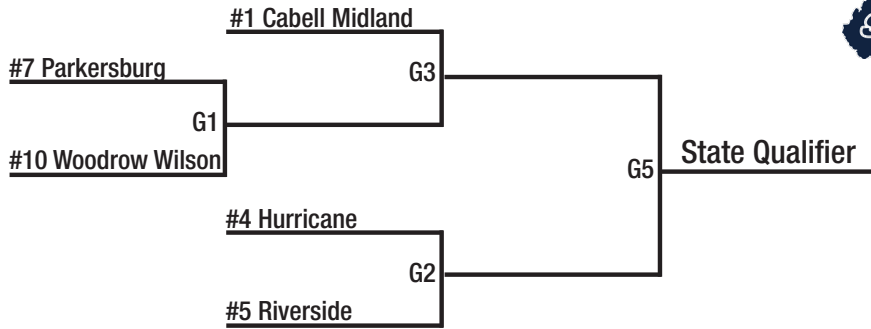 #1 Cabell Midland
#7 Parkersburg
G3
G1
#10 Woodrow Wilson
State Qualifier
G5
#4 Hurricane
G2
#5 Riverside